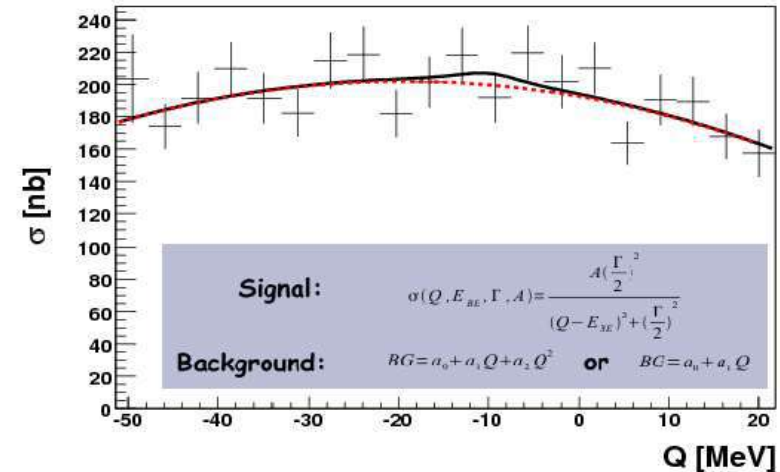 240
220
200
180
160
140
120
100
80
60
40
20
0
σ [nb]
Signal: σ(Q, E_BE, Γ, A) = A(Γ/2)² / ((Q−E_BE)² + (Γ/2)²)
Background: BG = a₀ + a₁Q + a₂Q² or BG = a₀ + a₁Q
-50 -40 -30 -20 -10 0 10 20
Q [MeV]